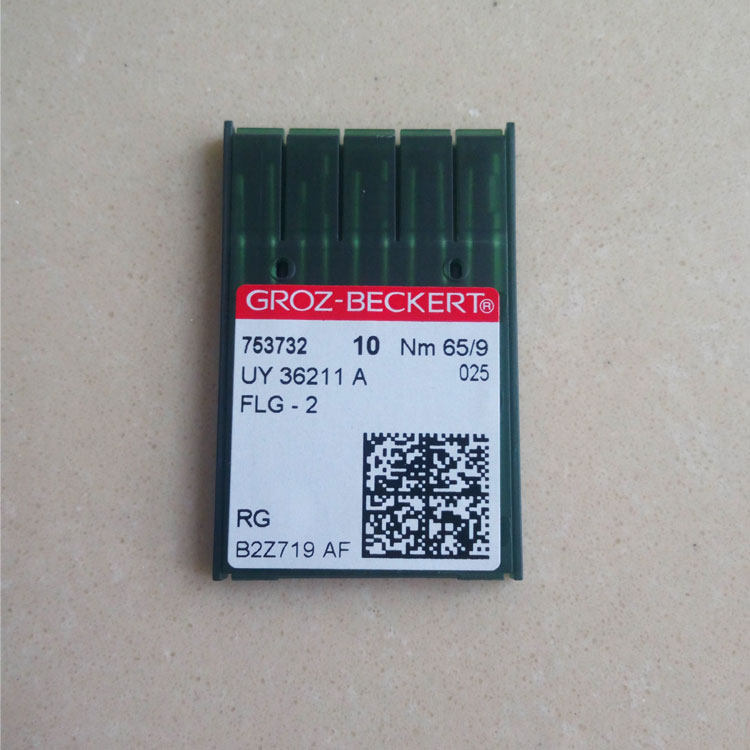 GROZ-BECKERT®
753732 10 Nm 65/9
UY 36211 A 025
FLG - 2
RG
B2Z719 AF